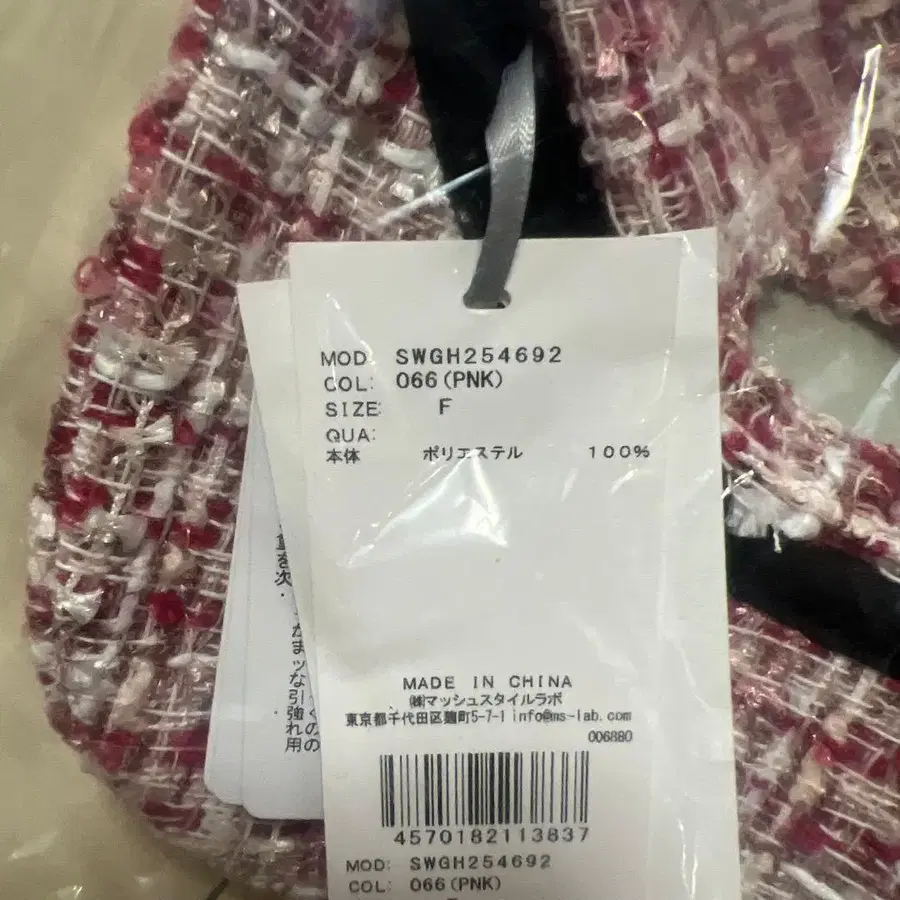 MOD: SWGH254692
COL: 066(PNK)
SIZE: F
QUA:
本体 ポリエステル 100%
MADE IN CHINA
㈱マッシュスタイルラボ
東京都千代田区麹町5-7-1 info@ms-lab.com
006880
4570182113837
MOD: SWGH254692
COL: 066(PNK)